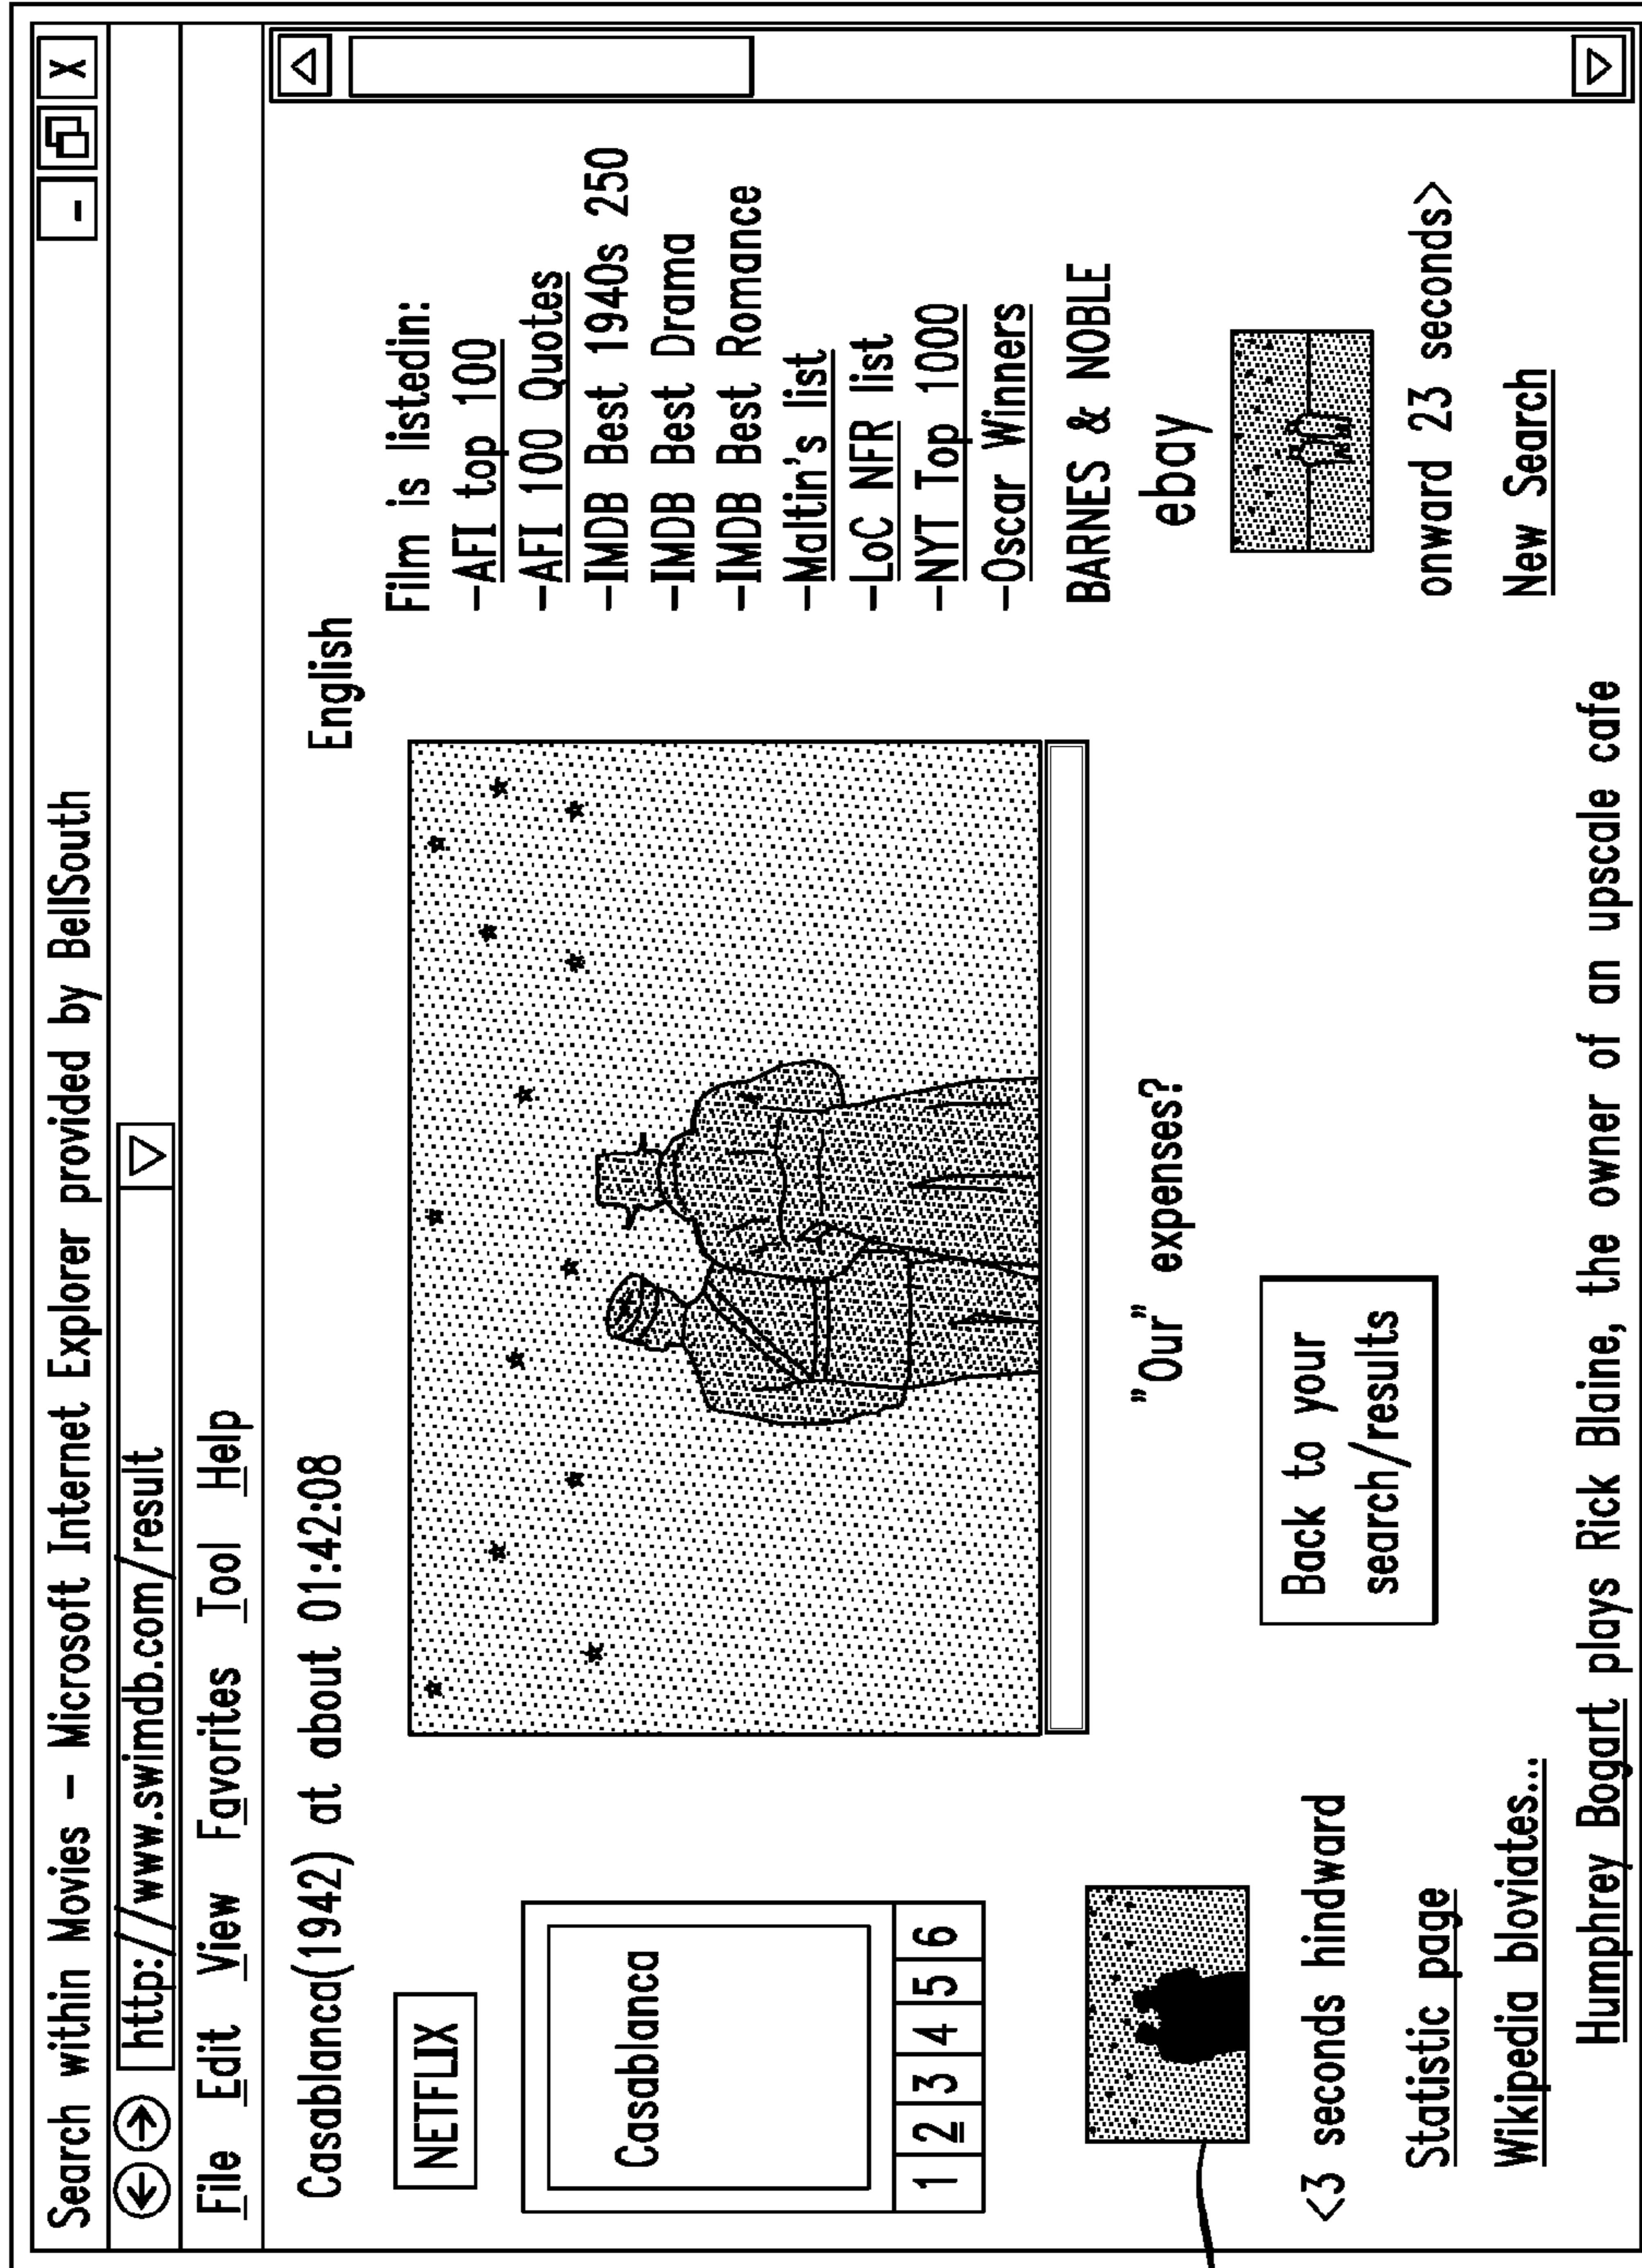 Search within Movies - Microsoft Internet Explorer provided by BellSouth
- X
http://www.swimdb.com/result
File Edit View Favorites Tool Help
Casablanca(1942) at about 01:42:08
English
NETFLIX
Casablanca
1 2 3 4 5 6
Film is listedin:
-AFI top 100
-AFI 100 Quotes
-IMDB Best 1940s 250
-IMDB Best Drama
-IMDB Best Romance
-Maltin's list
-LoC NFR list
-NYT Top 1000
-Oscar Winners
BARNES & NOBLE
ebay
"Our" expenses?
<3 seconds hindward
Back to your
search/results
onward 23 seconds>
Statistic page
New Search
Wikipedia bloviates...
Humphrey Bogart plays Rick Blaine, the owner of an upscale cafe